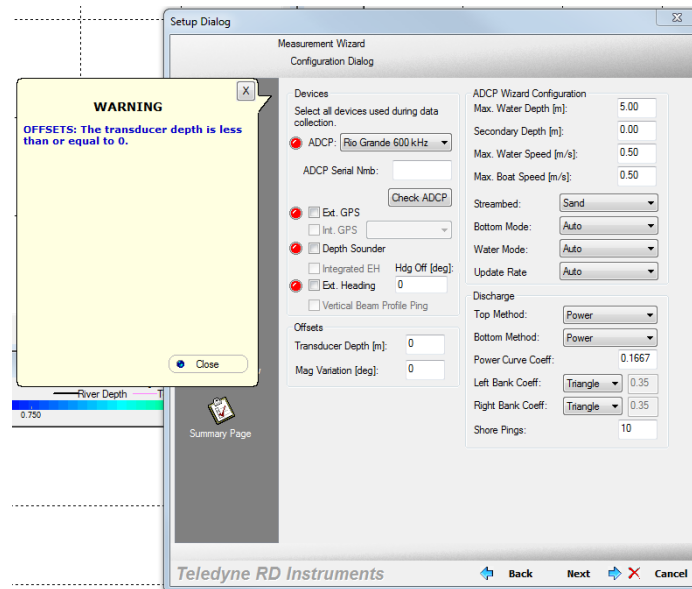 Setup Dialog
Measurement Wizard
Configuration Dialog
X
WARNING
OFFSETS: The transducer depth is less
than or equal to 0.
Close
River Depth
0.750
Summary Page
Devices
Select all devices used during data
collection.
ADCP: Rio Grande 600 kHz
ADCP Serial Nmb:
Check ADCP
Ext. GPS
Int. GPS
Depth Sounder
Integrated EH Hdg Off [deg]:
Ext. Heading 0
Vertical Beam Profile Ping
Offsets
Transducer Depth [m]: 0
Mag Variation [deg]: 0
ADCP Wizard Configuration
Max. Water Depth [m]: 5.00
Secondary Depth [m]: 0.00
Max. Water Speed [m/s]: 0.50
Max. Boat Speed [m/s]: 0.50
Streambed: Sand
Bottom Mode: Auto
Water Mode: Auto
Update Rate Auto
Discharge
Top Method: Power
Bottom Method: Power
Power Curve Coeff: 0.1667
Left Bank Coeff: Triangle 0.35
Right Bank Coeff: Triangle 0.35
Shore Pings: 10
Teledyne RD Instruments
Back Next Cancel